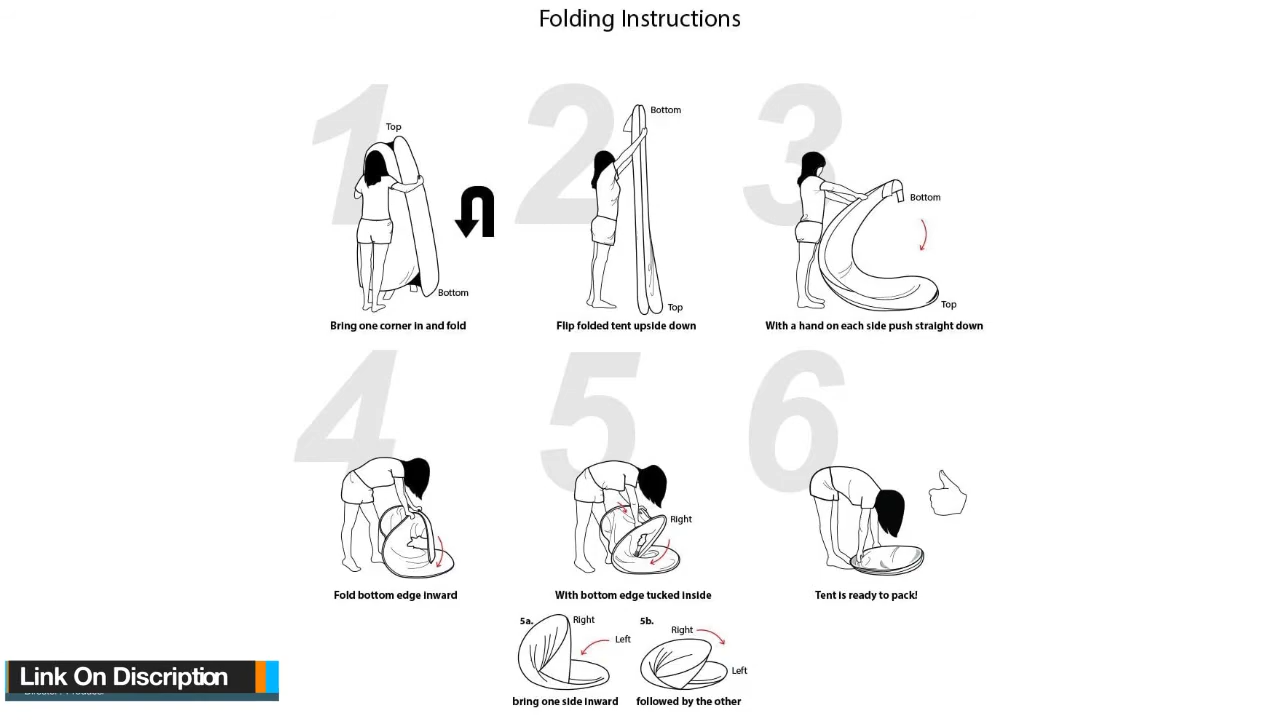 Folding Instructions
1
2
3
Top
Bottom
Bottom
Top
Bottom
Top
Bring one corner in and fold
Flip folded tent upside down
With a hand on each side push straight down
4
5
6
Right
Fold bottom edge inward
With bottom edge tucked inside
Tent is ready to pack!
5a.
Right
Left
5b.
Right
Left
bring one side inward
followed by the other
Link On Discription